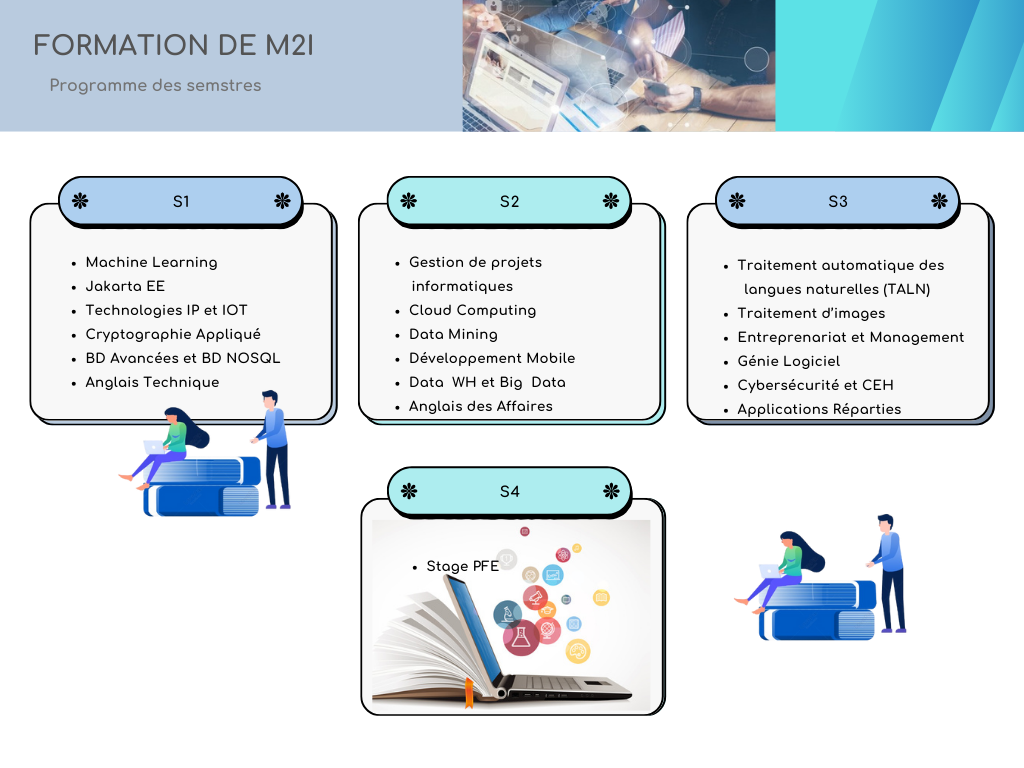 FORMATION DE M2I
Programme des semstres
S1
Machine Learning
Jakarta EE
Technologies IP et IOT
Cryptographie Appliqué
BD Avancées et BD NOSQL
Anglais Technique
S2
Gestion de projets
informatiques
Cloud Computing
Data Mining
Développement Mobile
Data WH et Big Data
Anglais des Affaires
S3
Traitement automatique des
langues naturelles (TALN)
Traitement d’images
Entreprenariat et Management
Génie Logiciel
Cybersécurité et CEH
Applications Réparties
S4
Stage PFE